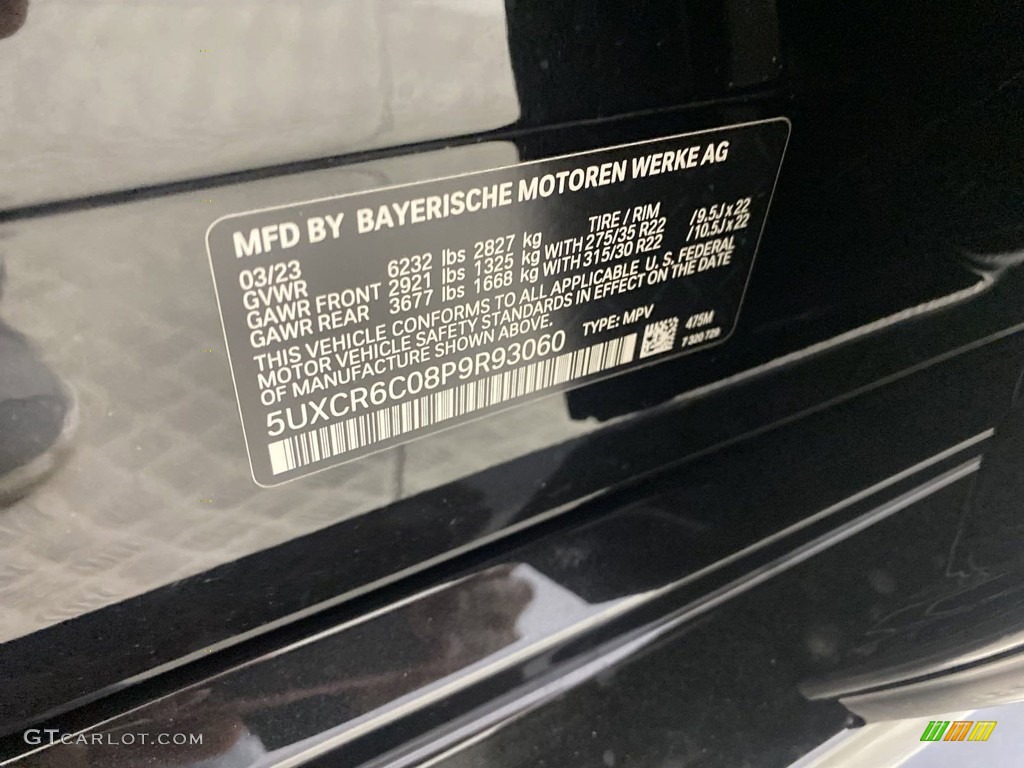 MFD BY BAYERISCHE MOTOREN WERKE AG
03/23 TIRE / RIM
GVWR 6232 lbs 2827 kg
GAWR FRONT 2921 lbs 1325 kg WITH 275/35 R22 /9.5J x 22
GAWR REAR 3677 lbs 1668 kg WITH 315/30 R22 /10.5J x 22
THIS VEHICLE CONFORMS TO ALL APPLICABLE U.S. FEDERAL
MOTOR VEHICLE SAFETY STANDARDS IN EFFECT ON THE DATE
OF MANUFACTURE SHOWN ABOVE.
5UXCR6C08P9R93060 TYPE: MPV 475M
7 320 729
GTCARLOT.COM